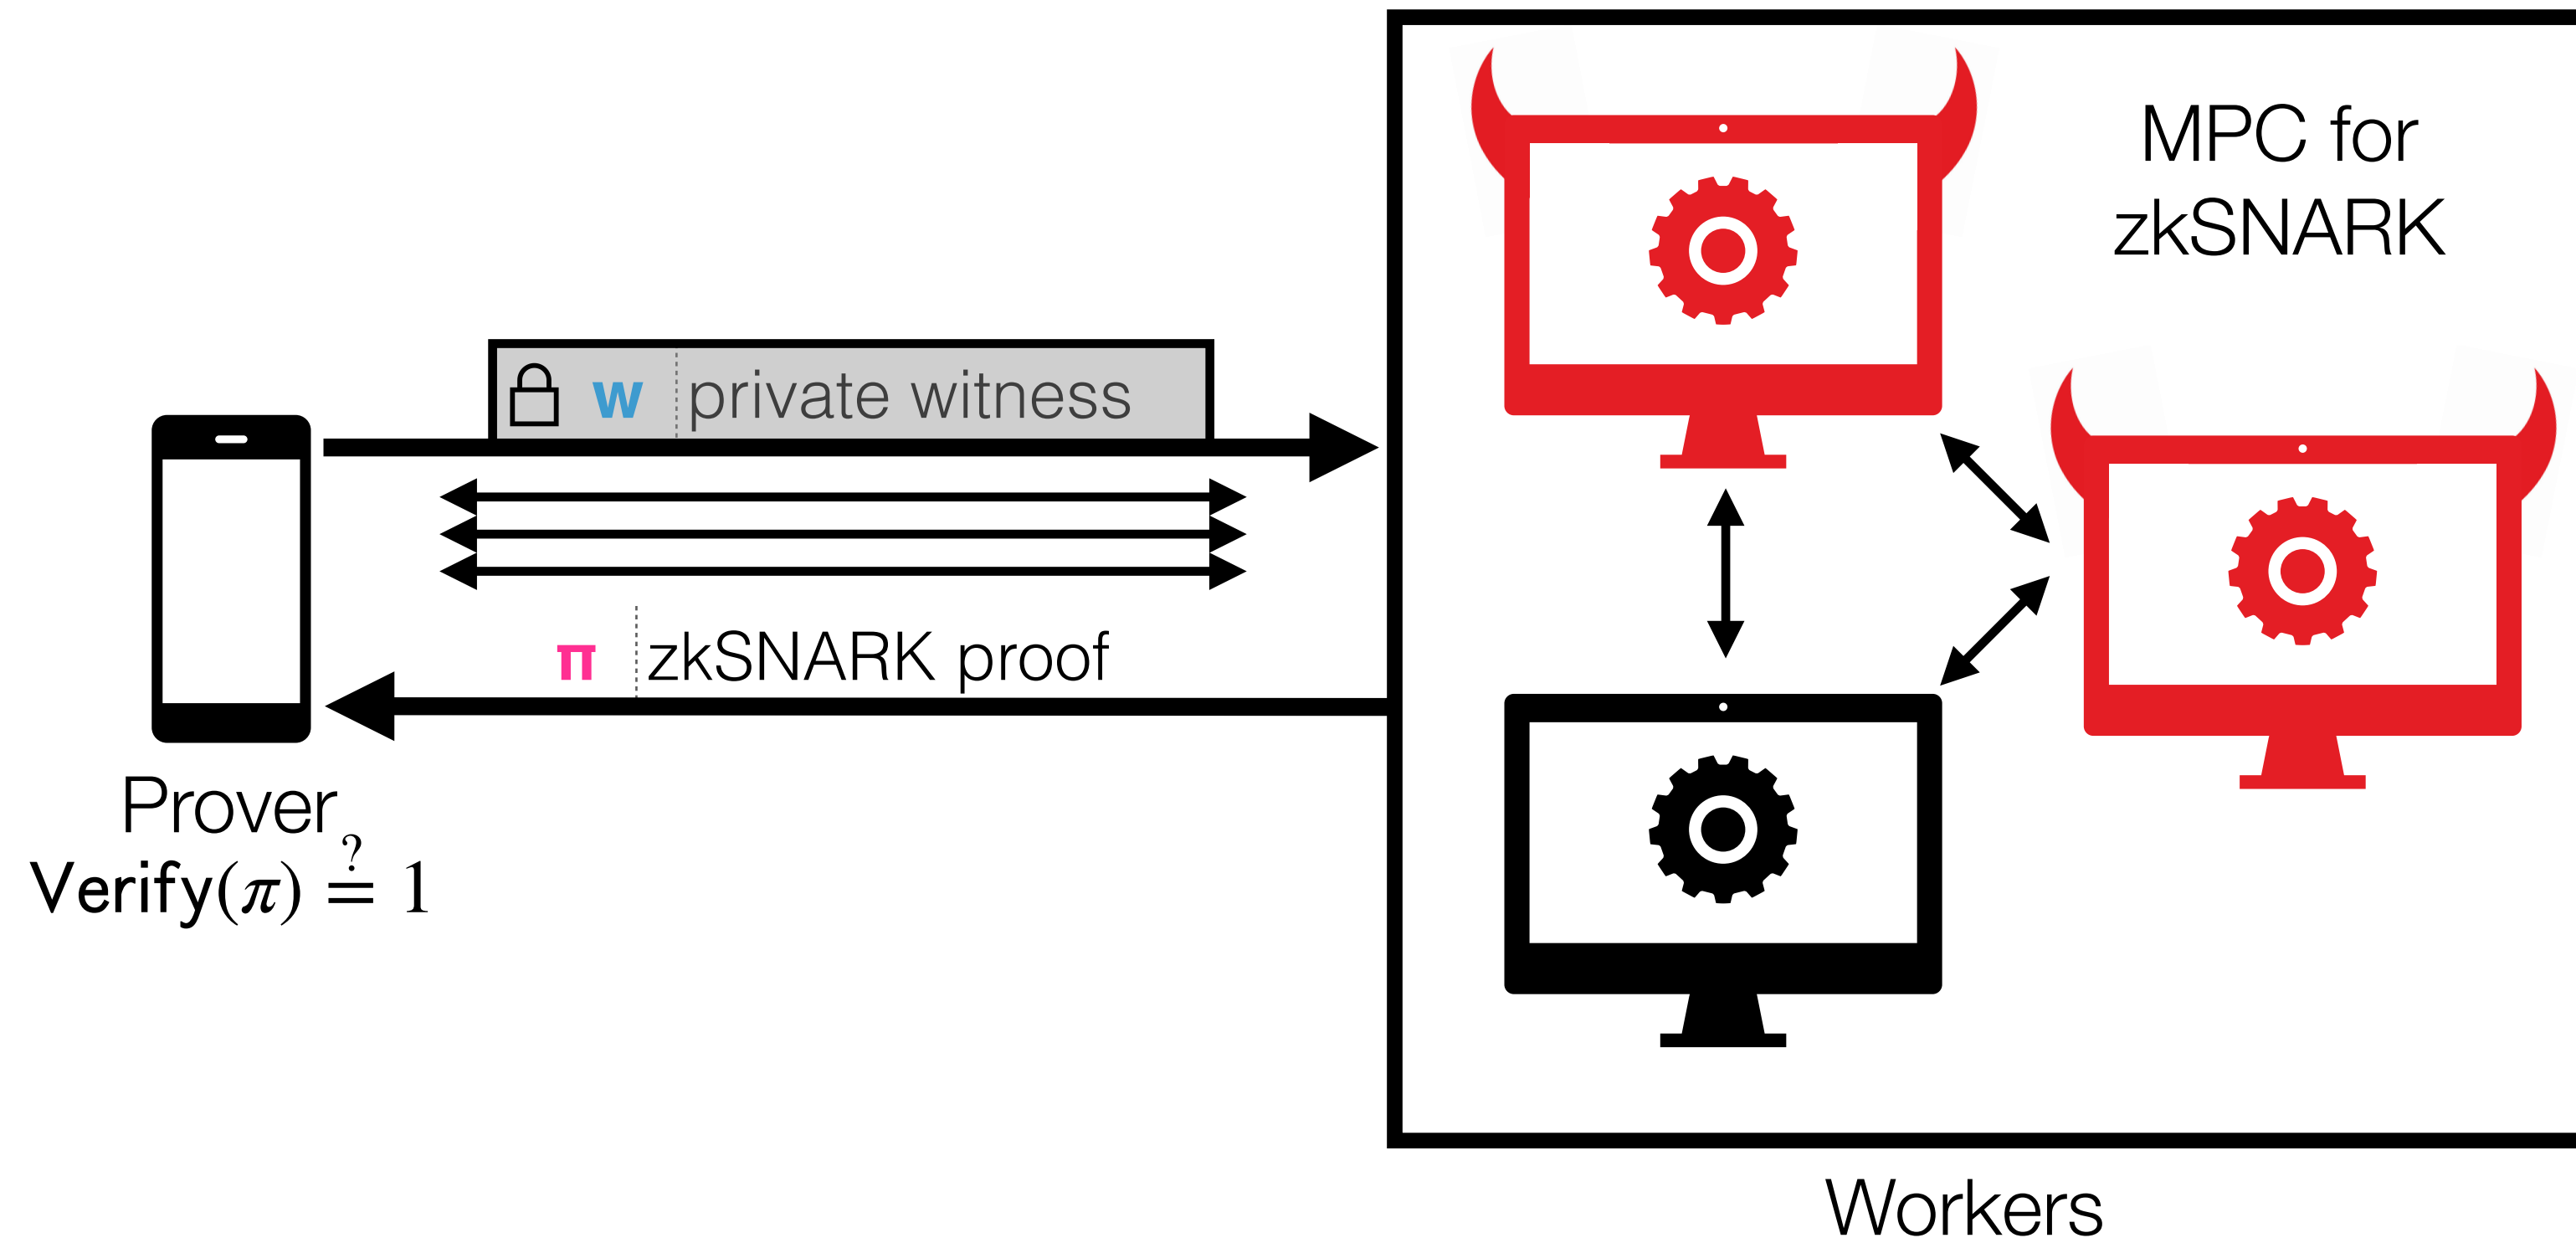 MPC for
zkSNARK
w private witness
π zkSNARK proof
Prover
Verify(π) ≟ 1
Workers